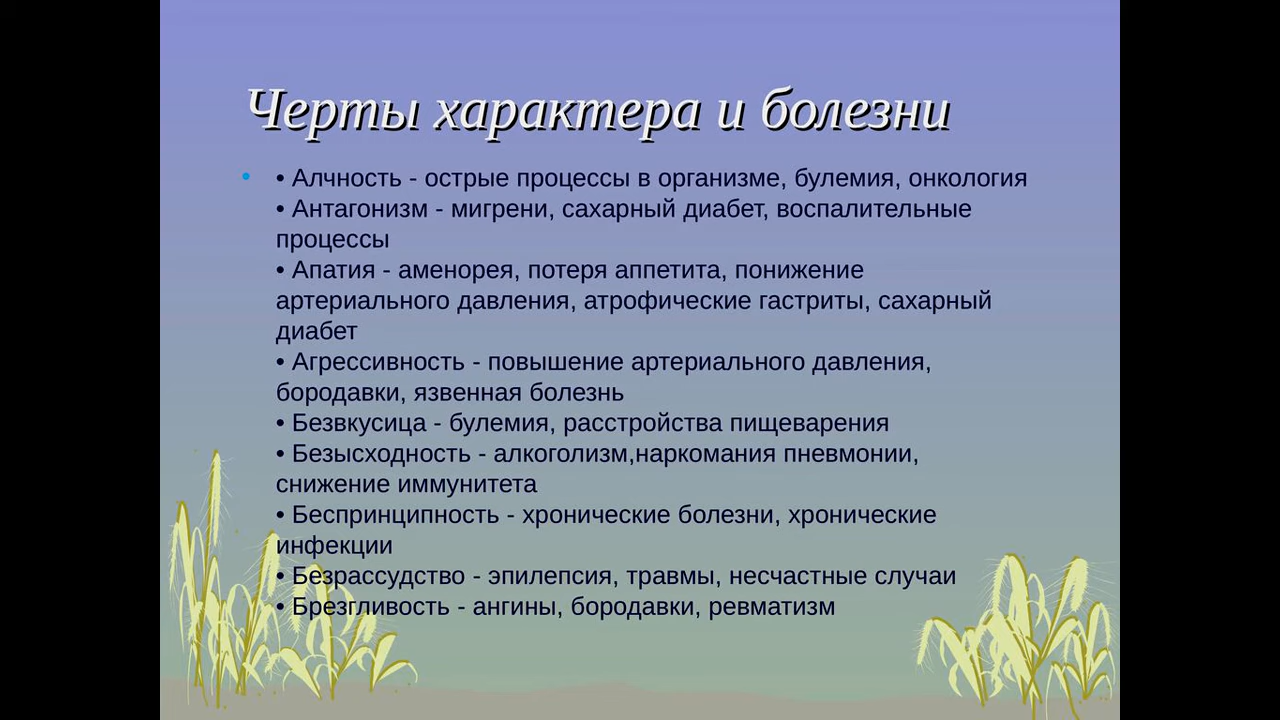 Черты характера и болезни
• • Алчность - острые процессы в организме, булемия, онкология
• Антагонизм - мигрени, сахарный диабет, воспалительные
процессы
• Апатия - аменорея, потеря аппетита, понижение
артериального давления, атрофические гастриты, сахарный
диабет
• Агрессивность - повышение артериального давления,
бородавки, язвенная болезнь
• Безвкусица - булемия, расстройства пищеварения
• Безысходность - алкоголизм,наркомания пневмонии,
снижение иммунитета
• Беспринципность - хронические болезни, хронические
инфекции
• Безрассудство - эпилепсия, травмы, несчастные случаи
• Брезгливость - ангины, бородавки, ревматизм